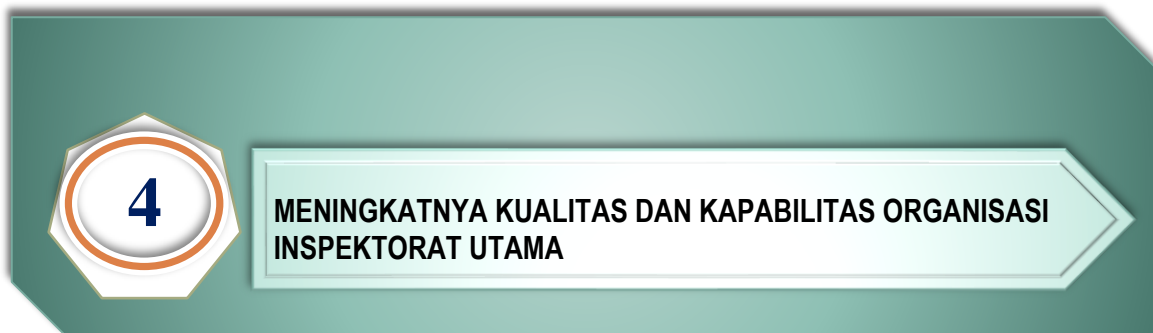 4
MENINGKATNYA KUALITAS DAN KAPABILITAS ORGANISASI
INSPEKTORAT UTAMA